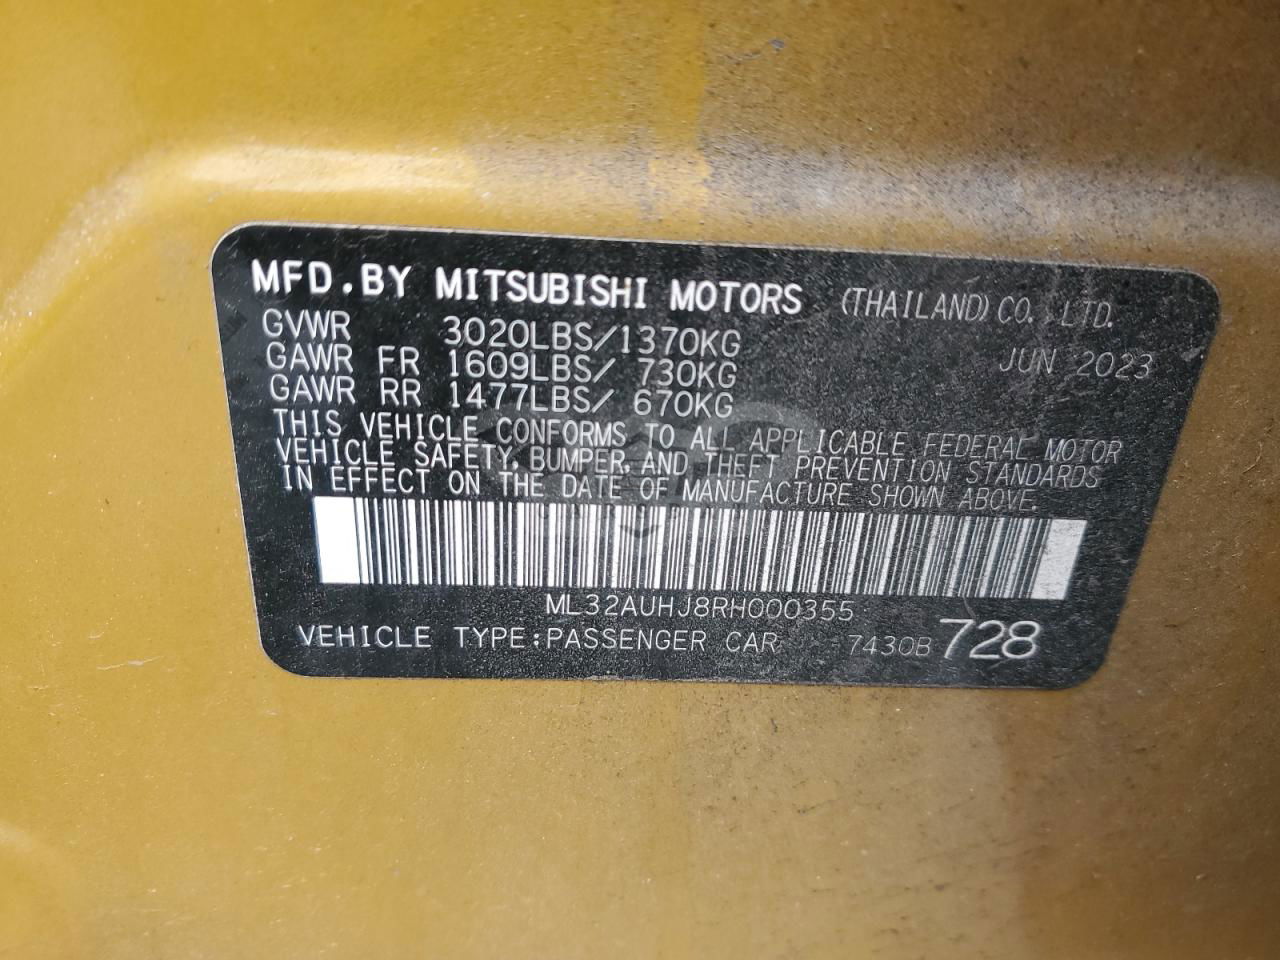 MFD.BY MITSUBISHI MOTORS (THAILAND) CO., LTD.
GVWR 3020LBS/1370KG JUN 2023
GAWR FR 1609LBS/ 730KG
GAWR RR 1477LBS/ 670KG
THIS VEHICLE CONFORMS TO ALL APPLICABLE FEDERAL MOTOR
VEHICLE SAFETY, BUMPER, AND THEFT PREVENTION STANDARDS
IN EFFECT ON THE DATE OF MANUFACTURE SHOWN ABOVE.
ML32AUHJ8RH000355
VEHICLE TYPE:PASSENGER CAR 7430B 728